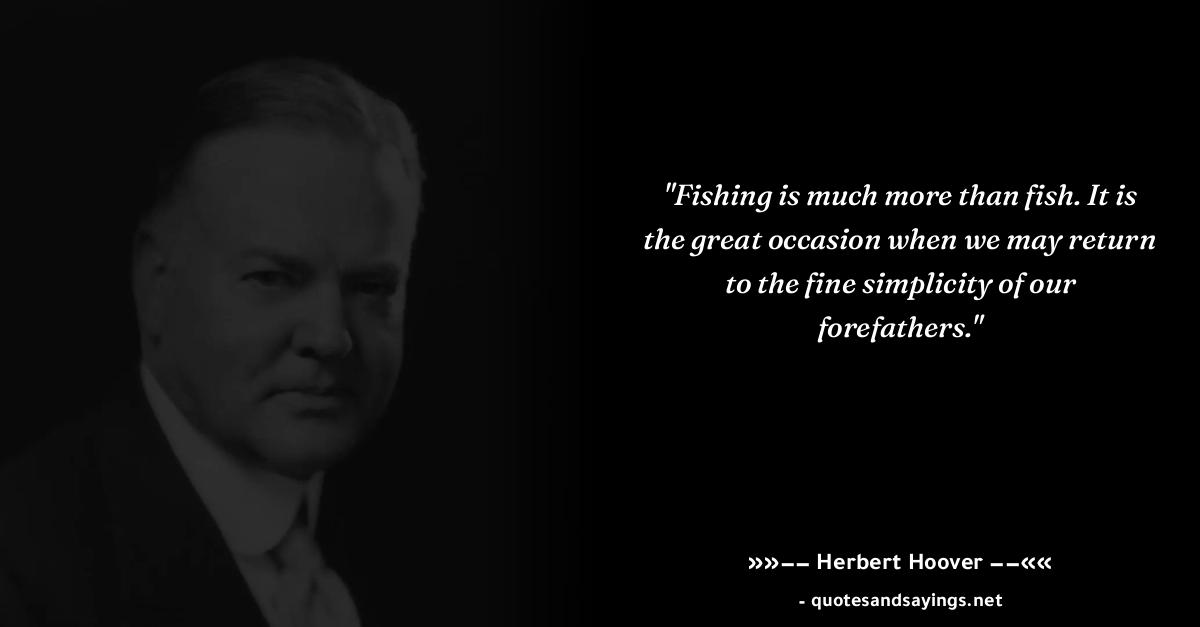 "Fishing is much more than fish. It is
the great occasion when we may return
to the fine simplicity of our
forefathers."
»»−− Herbert Hoover −−««
- quotesandsayings.net